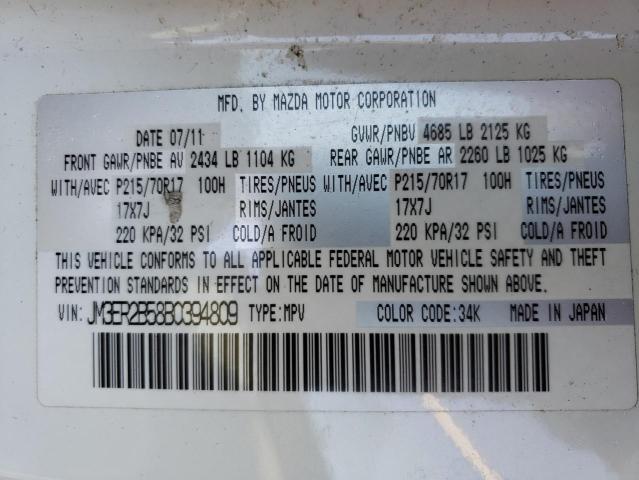 MFD. BY MAZDA MOTOR CORPORATION
DATE 07/11 GVWR/PNBV 4685 LB 2125 KG
FRONT GAWR/PNBE AV 2434 LB 1104 KG REAR GAWR/PNBE AR 2260 LB 1025 KG
WITH/AVEC P215/70R17 100H TIRES/PNEUS WITH/AVEC P215/70R17 100H TIRES/PNEUS
17X7J RIMS/JANTES 17X7J RIMS/JANTES
220 KPA/32 PSI COLD/A FROID 220 KPA/32 PSI COLD/A FROID
THIS VEHICLE CONFORMS TO ALL APPLICABLE FEDERAL MOTOR VEHICLE SAFETY AND THEFT
PREVENTION STANDARDS IN EFFECT ON THE DATE OF MANUFACTURE SHOWN ABOVE.
VIN: JM3ER2B58B0394809 TYPE:MPV COLOR CODE:34K MADE IN JAPAN